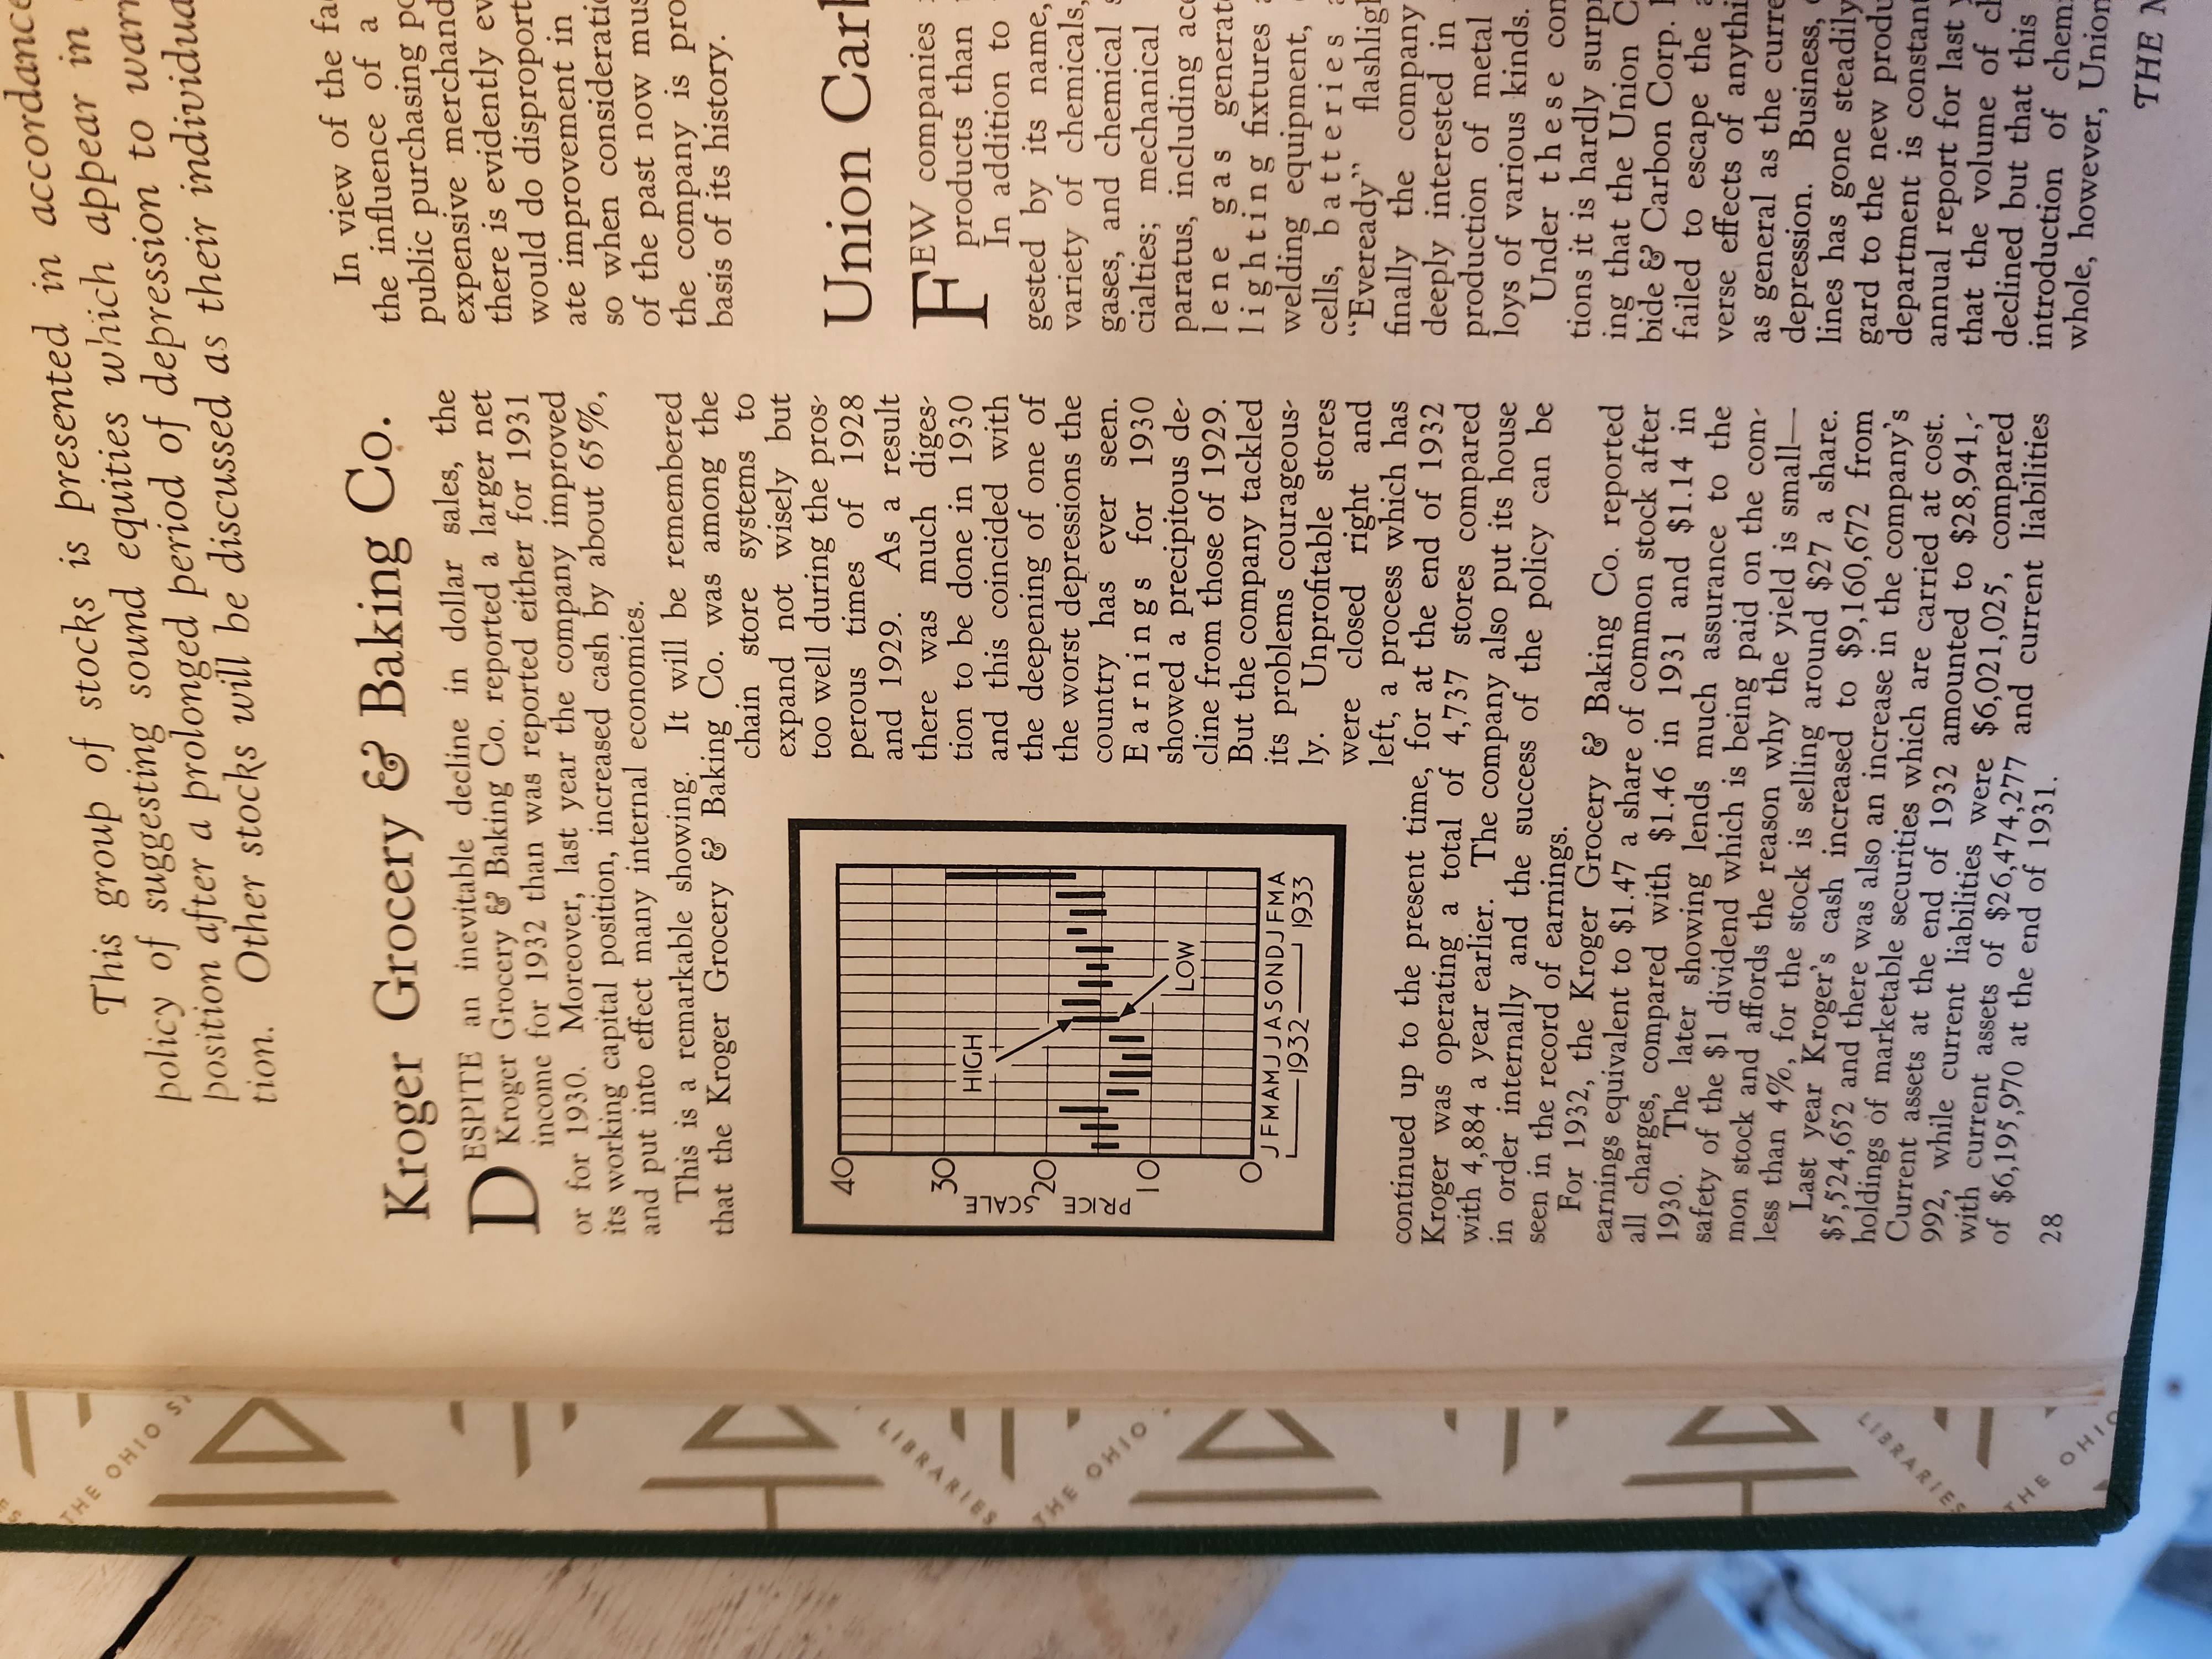 This group of stocks is presented in accordance
policy of suggesting sound equities which appear in
position after a prolonged period of depression to warr
tion. Other stocks will be discussed as their individua
Kroger Grocery & Baking Co.
DESPITE an inevitable decline in dollar sales, the
Kroger Grocery & Baking Co. reported a larger net
income for 1932 than was reported either for 1931
or for 1930. Moreover, last year the company improved
its working capital position, increased cash by about 65%,
and put into effect many internal economies.
This is a remarkable showing. It will be remembered
that the Kroger Grocery & Baking Co. was among the
chain store systems to
expand not wisely but
too well during the pros-
perous times of 1928
and 1929. As a result
there was much diges-
tion to be done in 1930
and this coincided with
the deepening of one of
the worst depressions the
country has ever seen.
Earnings for 1930
showed a precipitous de-
cline from those of 1929.
But the company tackled
its problems courageous-
ly. Unprofitable stores
were closed right and
left, a process which has
PRICE SCALE
40
30
20
10
0
HIGH
LOW
JFMAMJJASONDJFMA
1932
1933
continued up to the present time, for at the end of 1932
Kroger was operating a total of 4,737 stores compared
with 4,884 a year earlier. The company also put its house
in order internally and the success of the policy can be
seen in the record of earnings.
For 1932, the Kroger Grocery & Baking Co. reported
earnings equivalent to $1.47 a share of common stock after
all charges, compared with $1.46 in 1931 and $1.14 in
1930. The later showing lends much assurance to the
safety of the $1 dividend which is being paid on the com-
mon stock and affords the reason why the yield is small—
less than 4%, for the stock is selling around $27 a share.
Last year Kroger's cash increased to $9,160,672 from
$5,524,652 and there was also an increase in the company's
holdings of marketable securities which are carried at cost.
Current assets at the end of 1932 amounted to $28,941,-
992, while current liabilities were $6,021,025, compared
with current assets of $26,474,277 and current liabilities
of $6,195,970 at the end of 1931.
28
In view of the fa
the influence of a
public purchasing po
expensive merchand
there is evidently ev
would do disproport
ate improvement in
so when consideratio
of the past now mus
the company is pro
basis of its history.
Union Carb
FEW companies
products than
In addition to
gested by its name,
variety of chemicals,
gases, and chemical s
cialties; mechanical
paratus, including ace
lene gas generat
lighting fixtures a
welding equipment,
cells, batteries a
"Eveready" flashligh
finally the company
deeply interested in
production of metal
loys of various kinds.
Under these con
tions it is hardly surpr
ing that the Union C
bide & Carbon Corp.
failed to escape the a
verse effects of anythi
as general as the curre
depression. Business,
lines has gone steadily
gard to the new produ
department is constan
annual report for last y
that the volume of ch
declined but that this
introduction of chem
whole, however, Union
THE M
THE OHIO ST
LIBRARIES
THE OHIO
LIBRARIES
THE OHIO